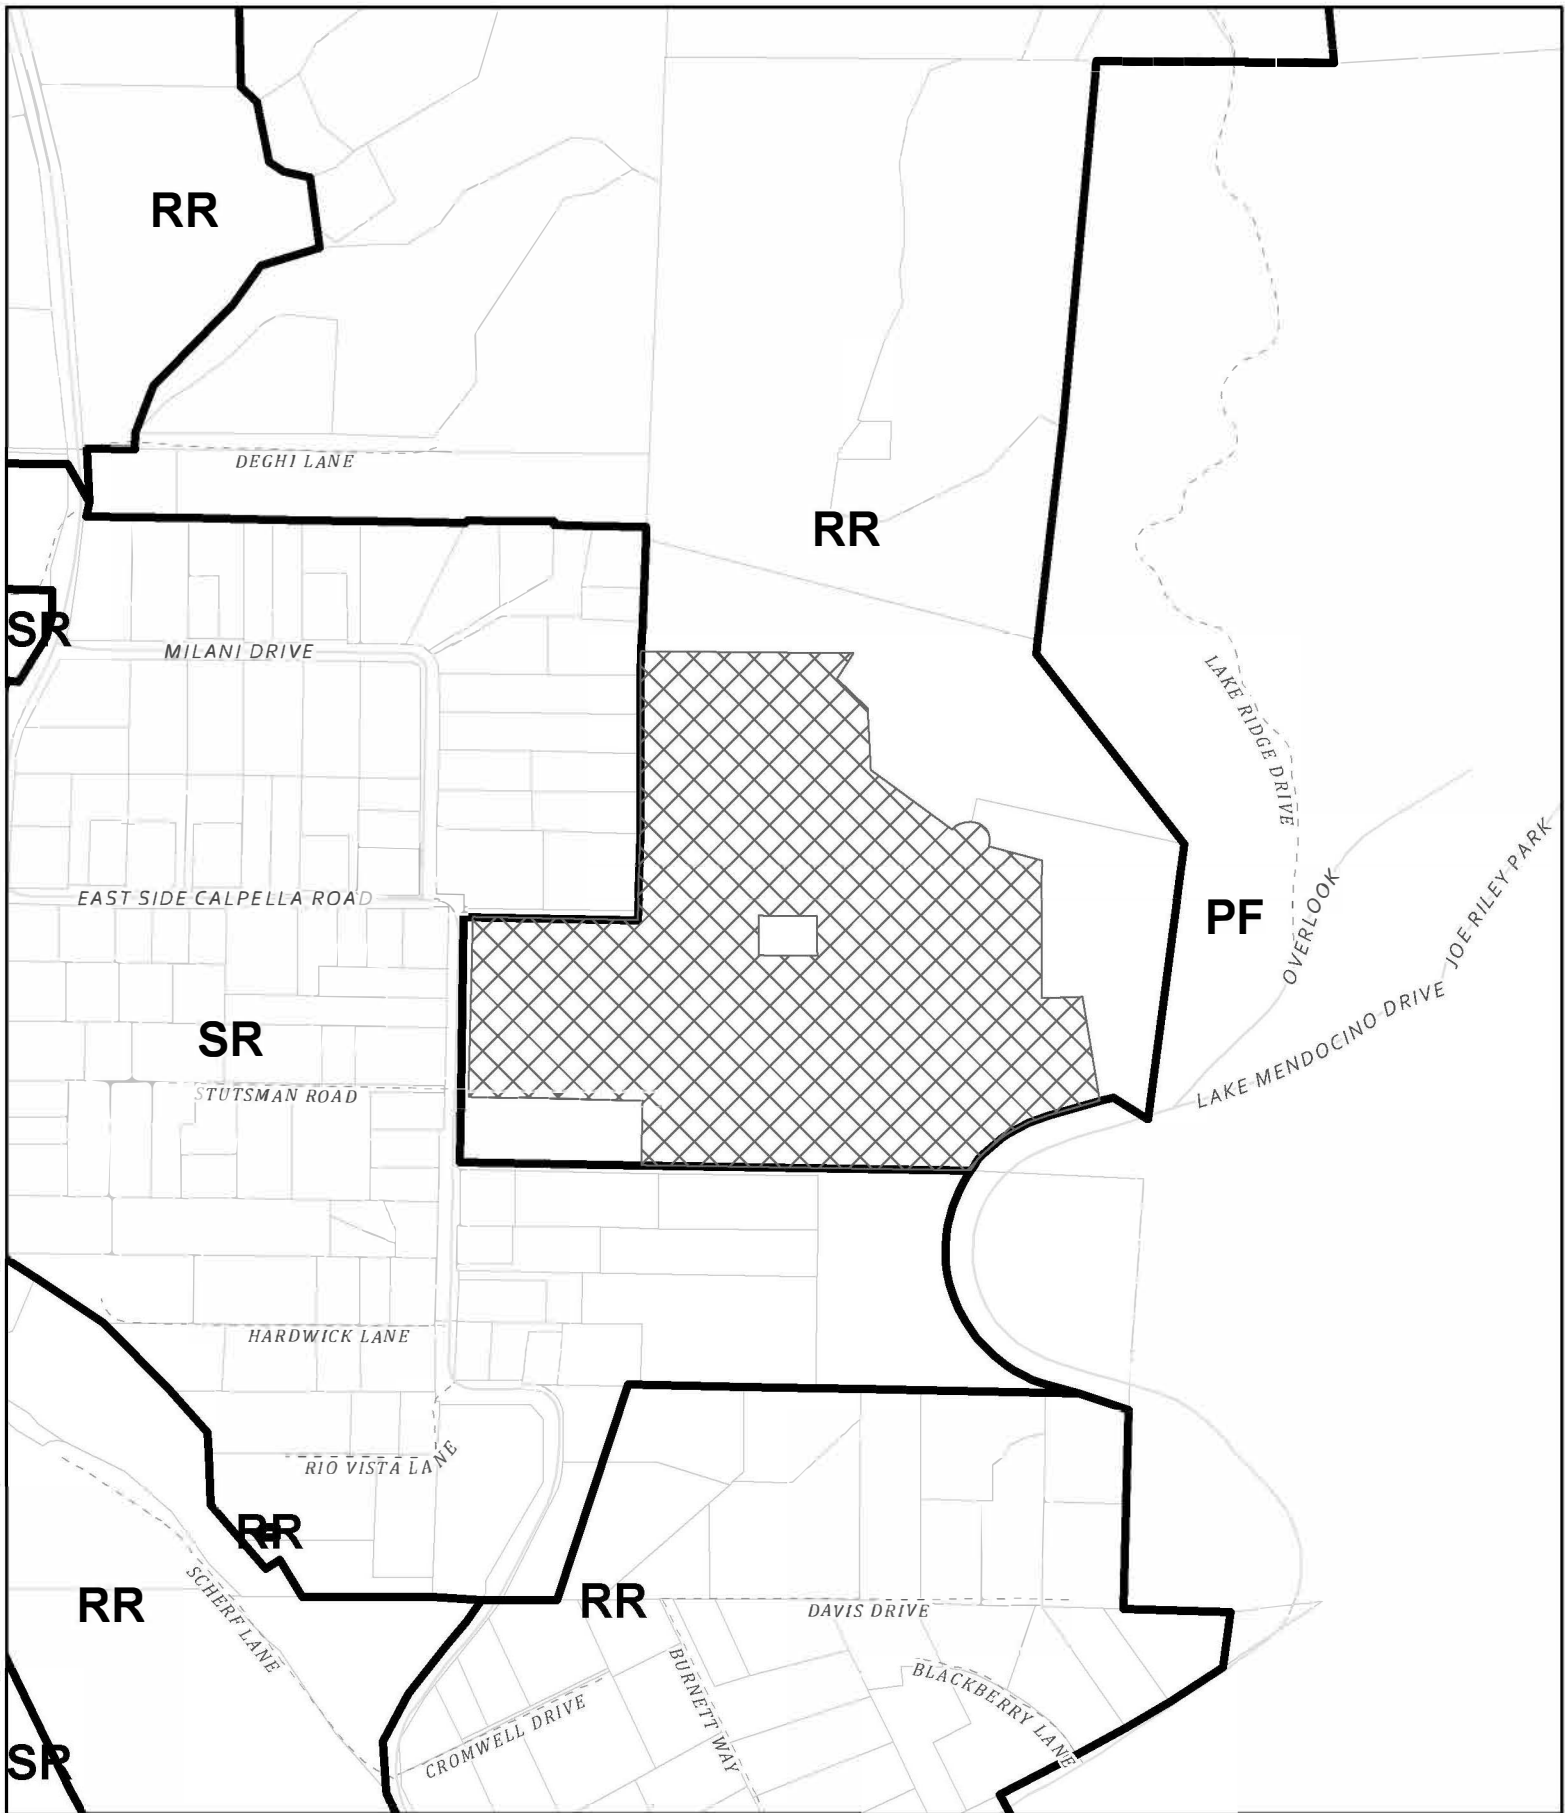 RR
DEGHI LANE
RR
SR
MILANI DRIVE
LAKE RIDGE DRIVE
EAST SIDE CALPELLA ROAD
PF
OVERLOOK
JOE RILEY PARK
LAKE MENDOCINO DRIVE
SR
STUTSMAN ROAD
HARDWICK LANE
RIO VISTA LANE
RR
RR
SCHERF LANE
RR
DAVIS DRIVE
BURNETT WAY
BLACKBERRY LANE
CROMWELL DRIVE
SR